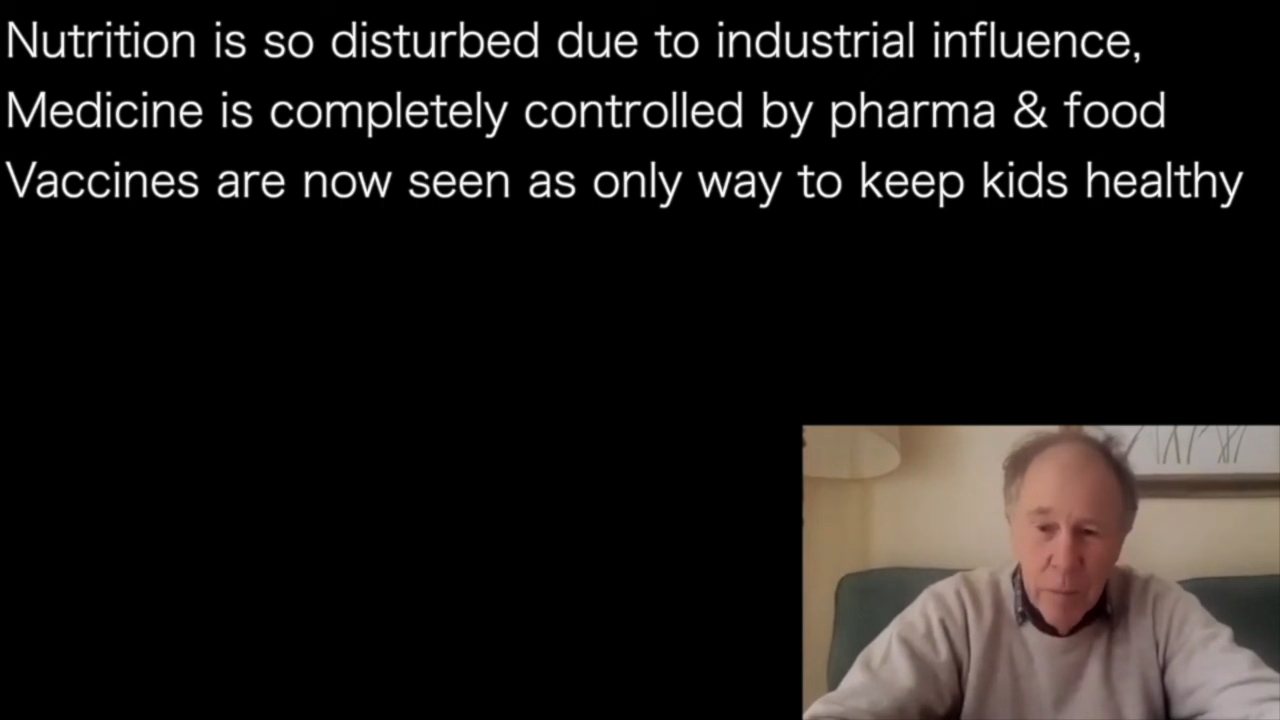 Nutrition is so disturbed due to industrial influence,
Medicine is completely controlled by pharma & food
Vaccines are now seen as only way to keep kids healthy